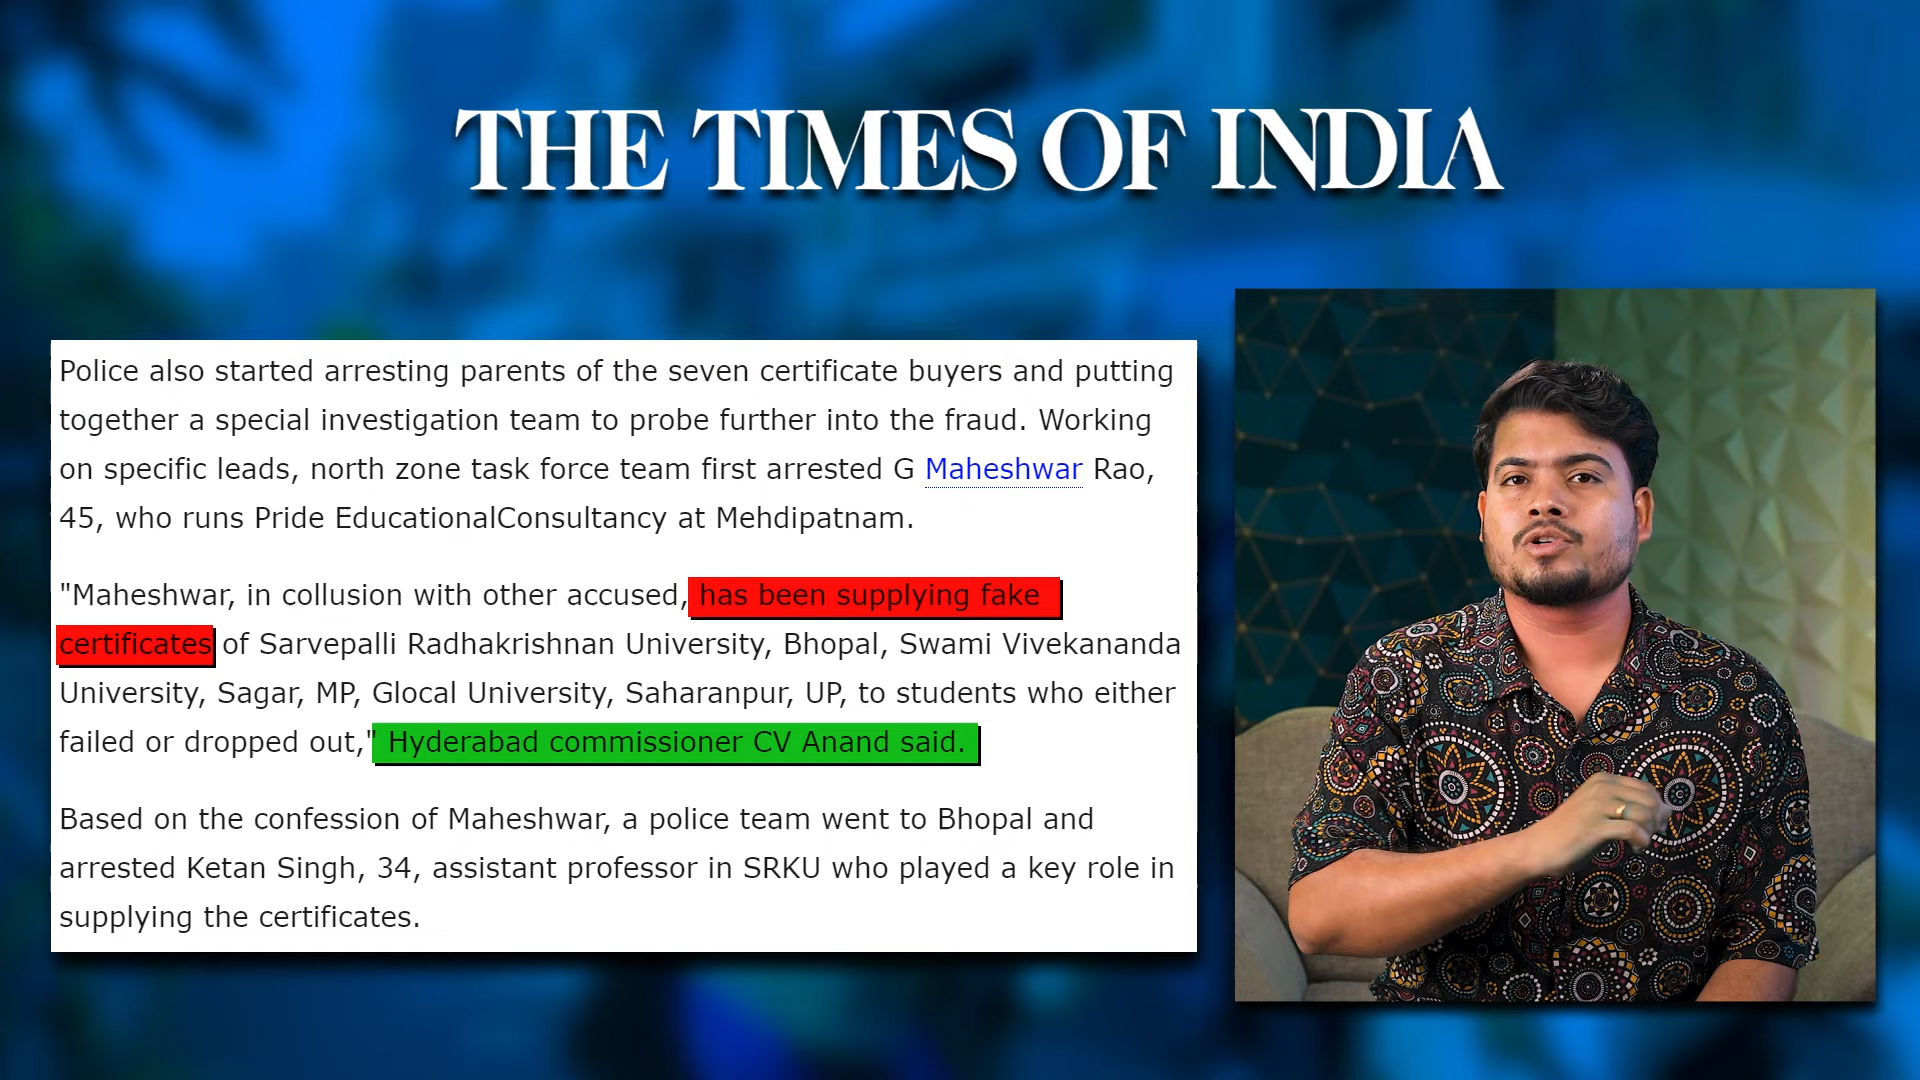 THE TIMES OF INDIA
Police also started arresting parents of the seven certificate buyers and putting
together a special investigation team to probe further into the fraud. Working
on specific leads, north zone task force team first arrested G Maheshwar Rao,
45, who runs Pride EducationalConsultancy at Mehdipatnam.
"Maheshwar, in collusion with other accused, has been supplying fake
certificates of Sarvepalli Radhakrishnan University, Bhopal, Swami Vivekananda
University, Sagar, MP, Glocal University, Saharanpur, UP, to students who either
failed or dropped out," Hyderabad commissioner CV Anand said.
Based on the confession of Maheshwar, a police team went to Bhopal and
arrested Ketan Singh, 34, assistant professor in SRKU who played a key role in
supplying the certificates.